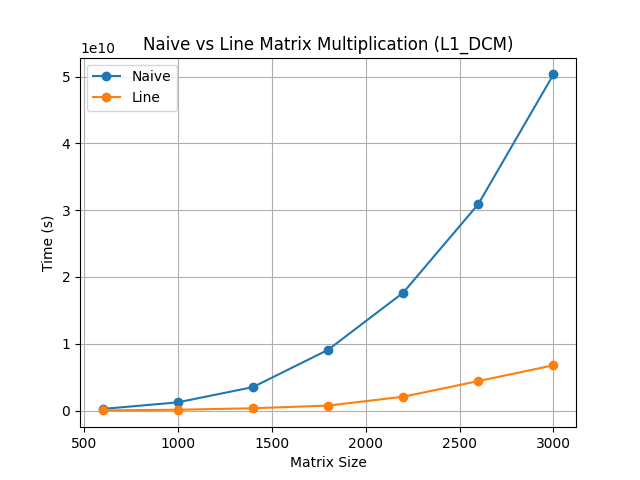 Naive vs Line Matrix Multiplication (L1_DCM)
1e10
Naive
Line
5
4
3
2
1
0
Time (s)
500 1000 1500 2000 2500 3000
Matrix Size